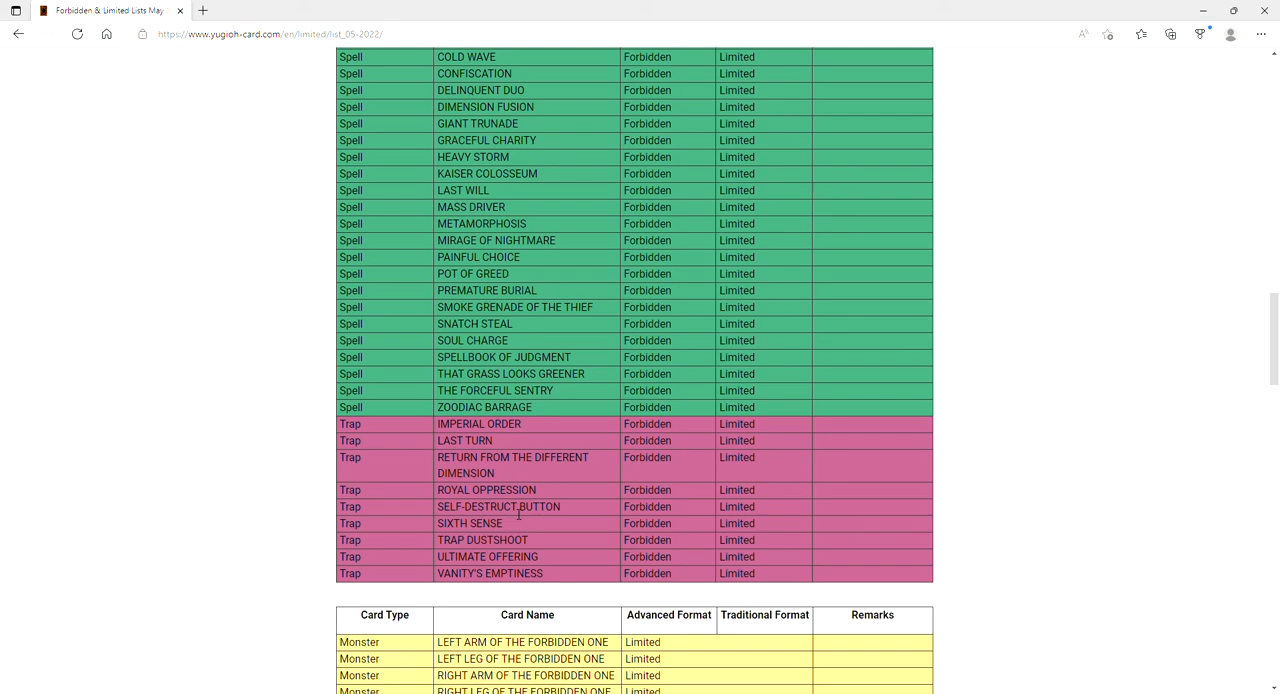 Forbidden & Limited Lists May
https://www.yugioh-card.com/en/limited/list_05-2022/
Spell COLD WAVE Forbidden Limited
Spell CONFISCATION Forbidden Limited
Spell DELINQUENT DUO Forbidden Limited
Spell DIMENSION FUSION Forbidden Limited
Spell GIANT TRUNADE Forbidden Limited
Spell GRACEFUL CHARITY Forbidden Limited
Spell HEAVY STORM Forbidden Limited
Spell KAISER COLOSSEUM Forbidden Limited
Spell LAST WILL Forbidden Limited
Spell MASS DRIVER Forbidden Limited
Spell METAMORPHOSIS Forbidden Limited
Spell MIRAGE OF NIGHTMARE Forbidden Limited
Spell PAINFUL CHOICE Forbidden Limited
Spell POT OF GREED Forbidden Limited
Spell PREMATURE BURIAL Forbidden Limited
Spell SMOKE GRENADE OF THE THIEF Forbidden Limited
Spell SNATCH STEAL Forbidden Limited
Spell SOUL CHARGE Forbidden Limited
Spell SPELLBOOK OF JUDGMENT Forbidden Limited
Spell THAT GRASS LOOKS GREENER Forbidden Limited
Spell THE FORCEFUL SENTRY Forbidden Limited
Spell ZOODIAC BARRAGE Forbidden Limited
Trap IMPERIAL ORDER Forbidden Limited
Trap LAST TURN Forbidden Limited
Trap RETURN FROM THE DIFFERENT Forbidden Limited
DIMENSION
Trap ROYAL OPPRESSION Forbidden Limited
Trap SELF-DESTRUCT BUTTON Forbidden Limited
Trap SIXTH SENSE Forbidden Limited
Trap TRAP DUSTSHOOT Forbidden Limited
Trap ULTIMATE OFFERING Forbidden Limited
Trap VANITY'S EMPTINESS Forbidden Limited
Card Type Card Name Advanced Format Traditional Format Remarks
Monster LEFT ARM OF THE FORBIDDEN ONE Limited
Monster LEFT LEG OF THE FORBIDDEN ONE Limited
Monster RIGHT ARM OF THE FORBIDDEN ONE Limited
Monster RIGHT LEG OF THE FORBIDDEN ONE Limited